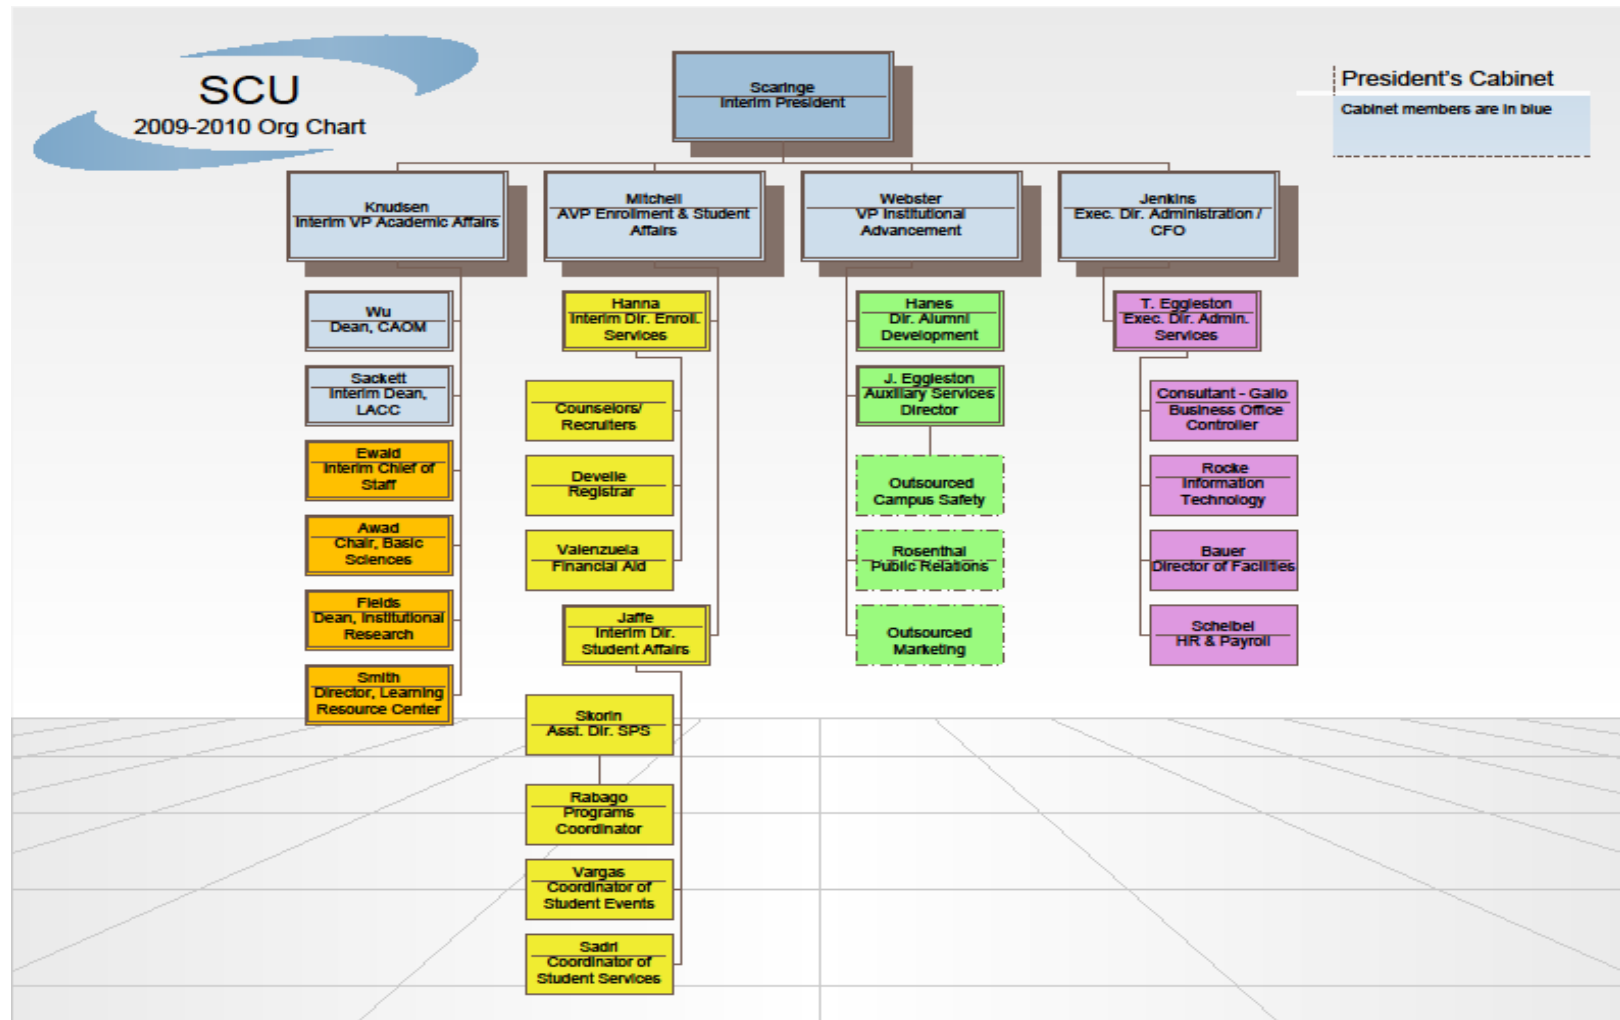 SCU
2009-2010 Org Chart
Scaringe
Interim President
President's Cabinet
Cabinet members are in blue
Knudsen
Interim VP Academic Affairs
Mitchell
AVP Enrollment & Student
Affairs
Webster
VP Institutional
Advancement
Jenkins
Exec. Dir. Administration /
CFO
Wu
Dean, CAOM
Sackett
Interim Dean,
LACC
Ewald
Interim Chief of
Staff
Awad
Chair, Basic
Sciences
Fields
Dean, Institutional
Research
Smith
Director, Learning
Resource Center
Hanna
Interim Dir. Enroll.
Services
Counselors/
Recruiters
Develle
Registrar
Valenzuela
Financial Aid
Jaffe
Interim Dir.
Student Affairs
Skorin
Asst. Dir. SPS
Rabago
Programs
Coordinator
Vargas
Coordinator of
Student Events
Sadri
Coordinator of
Student Services
Hanes
Dir. Alumni
Development
J. Eggleston
Auxiliary Services
Director
Outsourced
Campus Safety
Rosenthal
Public Relations
Outsourced
Marketing
T. Eggleston
Exec. Dir. Admin.
Services
Consultant - Gallo
Business Office
Controller
Rocke
Information
Technology
Bauer
Director of Facilities
Scheibel
HR & Payroll